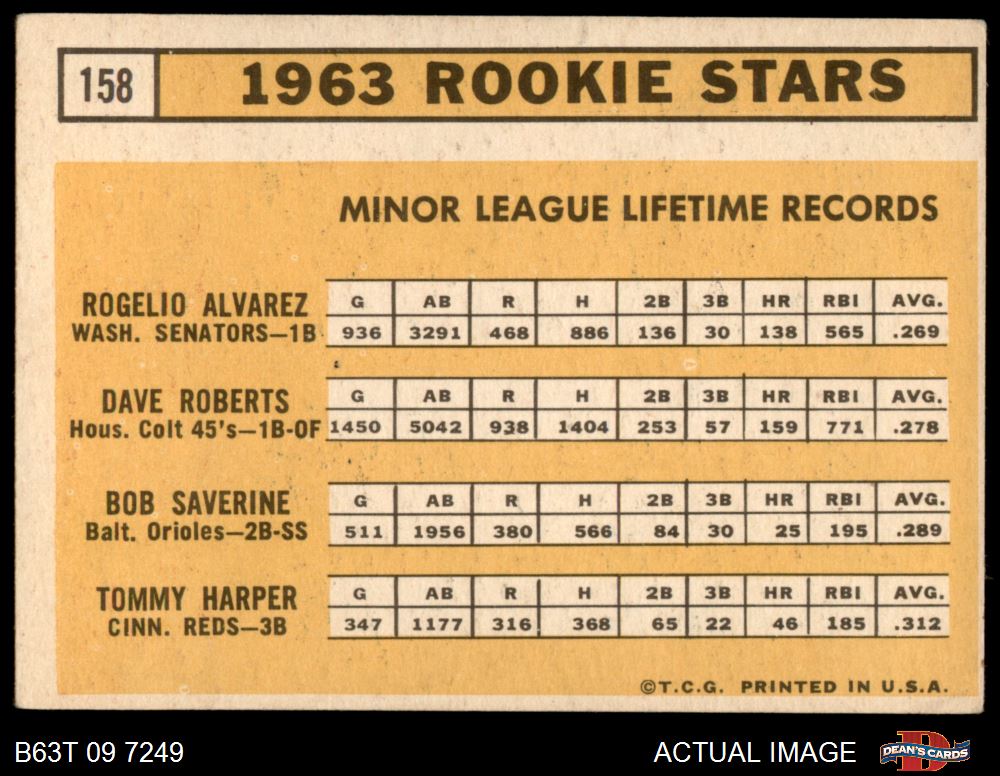 158 1963 ROOKIE STARS
MINOR LEAGUE LIFETIME RECORDS
ROGELIO ALVAREZ G AB R H 2B 3B HR RBI AVG.
WASH. SENATORS—1B 936 3291 468 886 136 30 138 565 .269
DAVE ROBERTS G AB R H 2B 3B HR RBI AVG.
Hous. Colt 45's—1B-OF 1450 5042 938 1404 253 57 159 771 .278
BOB SAVERINE G AB R H 2B 3B HR RBI AVG.
Balt. Orioles—2B-SS 511 1956 380 566 84 30 25 195 .289
TOMMY HARPER G AB R H 2B 3B HR RBI AVG.
CINN. REDS—3B 347 1177 316 368 65 22 46 185 .312
©T.C.G. PRINTED IN U.S.A.
B63T 09 7249 ACTUAL IMAGE DEAN'S CARDS